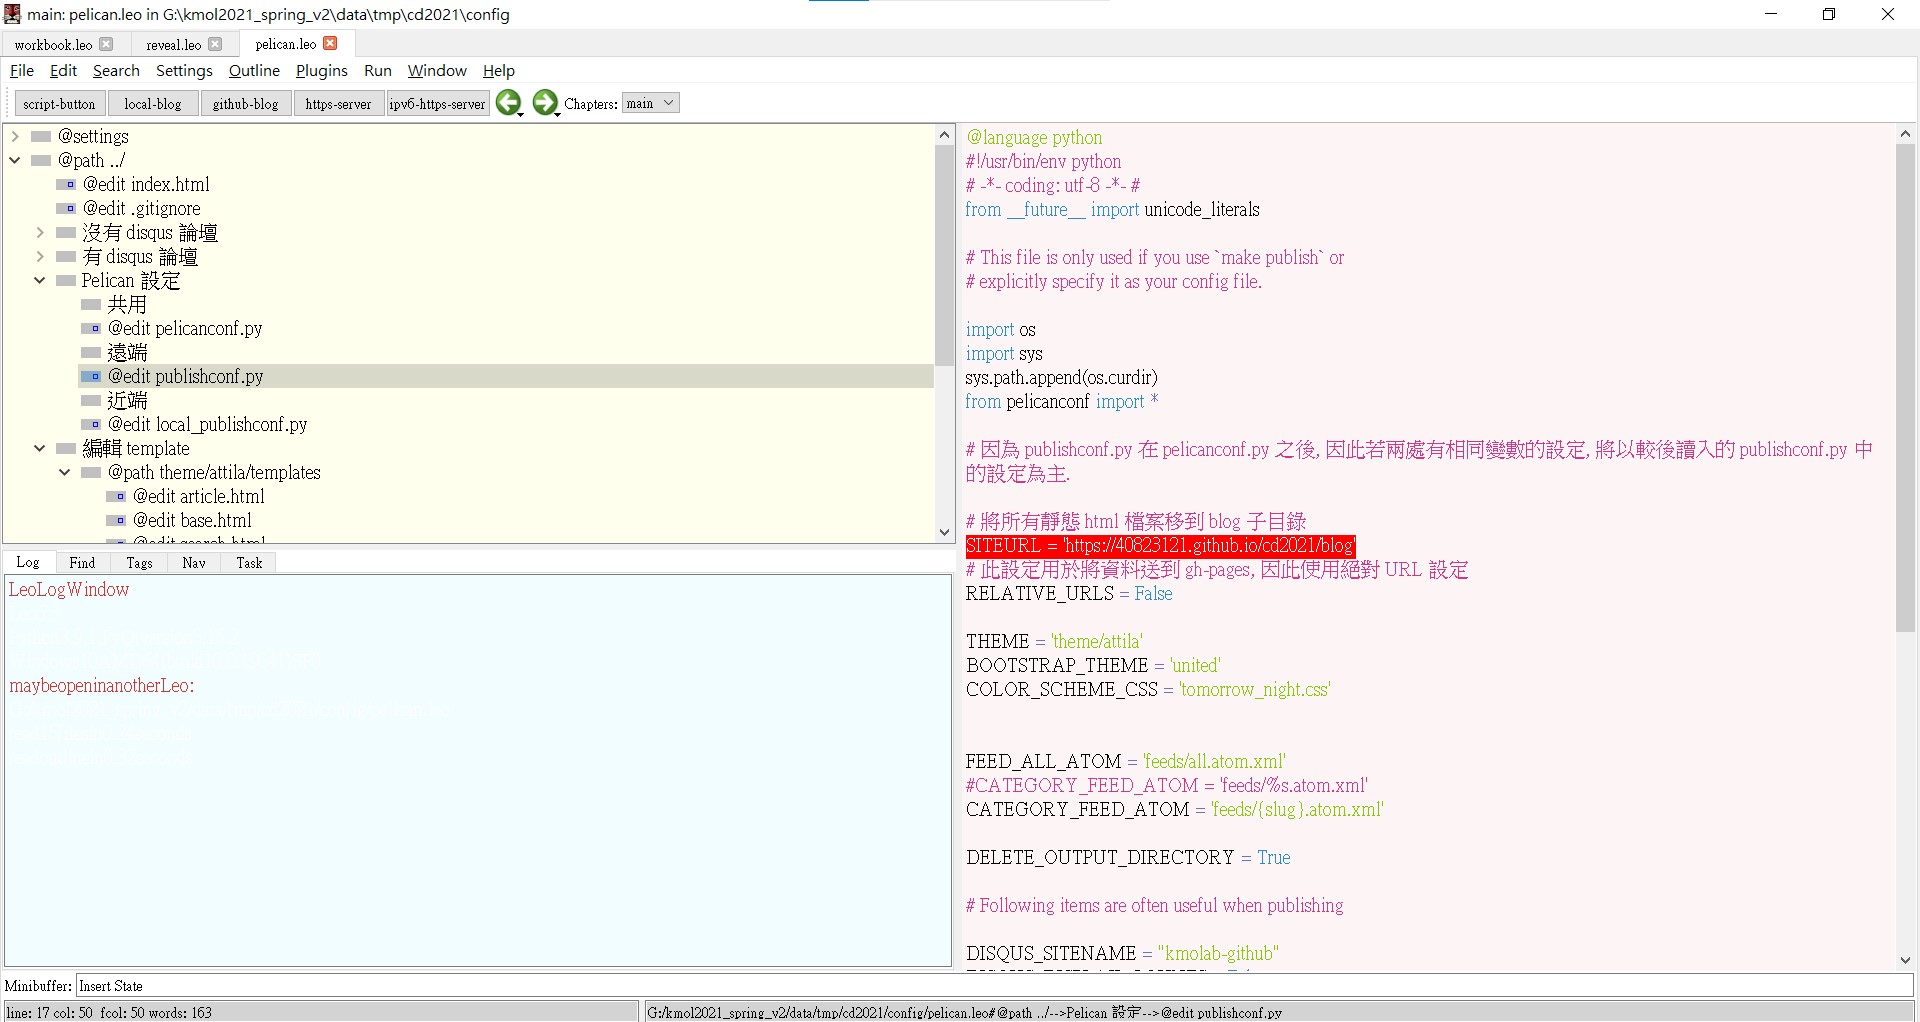 main: pelican.leo in G:\kmol2021_spring_v2\data\tmp\cd2021\config
workbook.leo
reveal.leo
pelican.leo
File Edit Search Settings Outline Plugins Run Window Help
script-button local-blog github-blog https-server ipv6-https-server Chapters: main
@settings
@path ../
@edit index.html
@edit .gitignore
沒有 disqus 論壇
有 disqus 論壇
Pelican 設定
共用
@edit pelicanconf.py
遠端
@edit publishconf.py
近端
@edit local_publishconf.py
編輯 template
@path theme/attila/templates
@edit article.html
@edit base.html
@edit search.html
Log Find Tags Nav Task
LeoLogWindow
maybeopeninanotherLeo:
@language python
#!/usr/bin/env python
# -*- coding: utf-8 -*- #
from __future__ import unicode_literals
# This file is only used if you use `make publish` or
# explicitly specify it as your config file.
import os
import sys
sys.path.append(os.curdir)
from pelicanconf import *
# 因為 publishconf.py 在 pelicanconf.py 之後, 因此若兩處有相同變數的設定, 將以較後讀入的 publishconf.py 中
的設定為主.
# 將所有靜態 html 檔案移到 blog 子目錄
SITEURL = 'https://40823121.github.io/cd2021/blog'
# 此設定用於將資料送到 gh-pages, 因此使用絕對 URL 設定
RELATIVE_URLS = False
THEME = 'theme/attila'
BOOTSTRAP_THEME = 'united'
COLOR_SCHEME_CSS = 'tomorrow_night.css'
FEED_ALL_ATOM = 'feeds/all.atom.xml'
#CATEGORY_FEED_ATOM = 'feeds/%s.atom.xml'
CATEGORY_FEED_ATOM = 'feeds/{slug}.atom.xml'
DELETE_OUTPUT_DIRECTORY = True
# Following items are often useful when publishing
DISQUS_SITENAME = "kmolab-github"
Minibuffer: Insert State
line: 17 col: 50 fcol: 50 words: 163
G:/kmol2021_spring_v2/data/tmp/cd2021/config/pelican.leo#@path ../-->Pelican 設定-->@edit publishconf.py